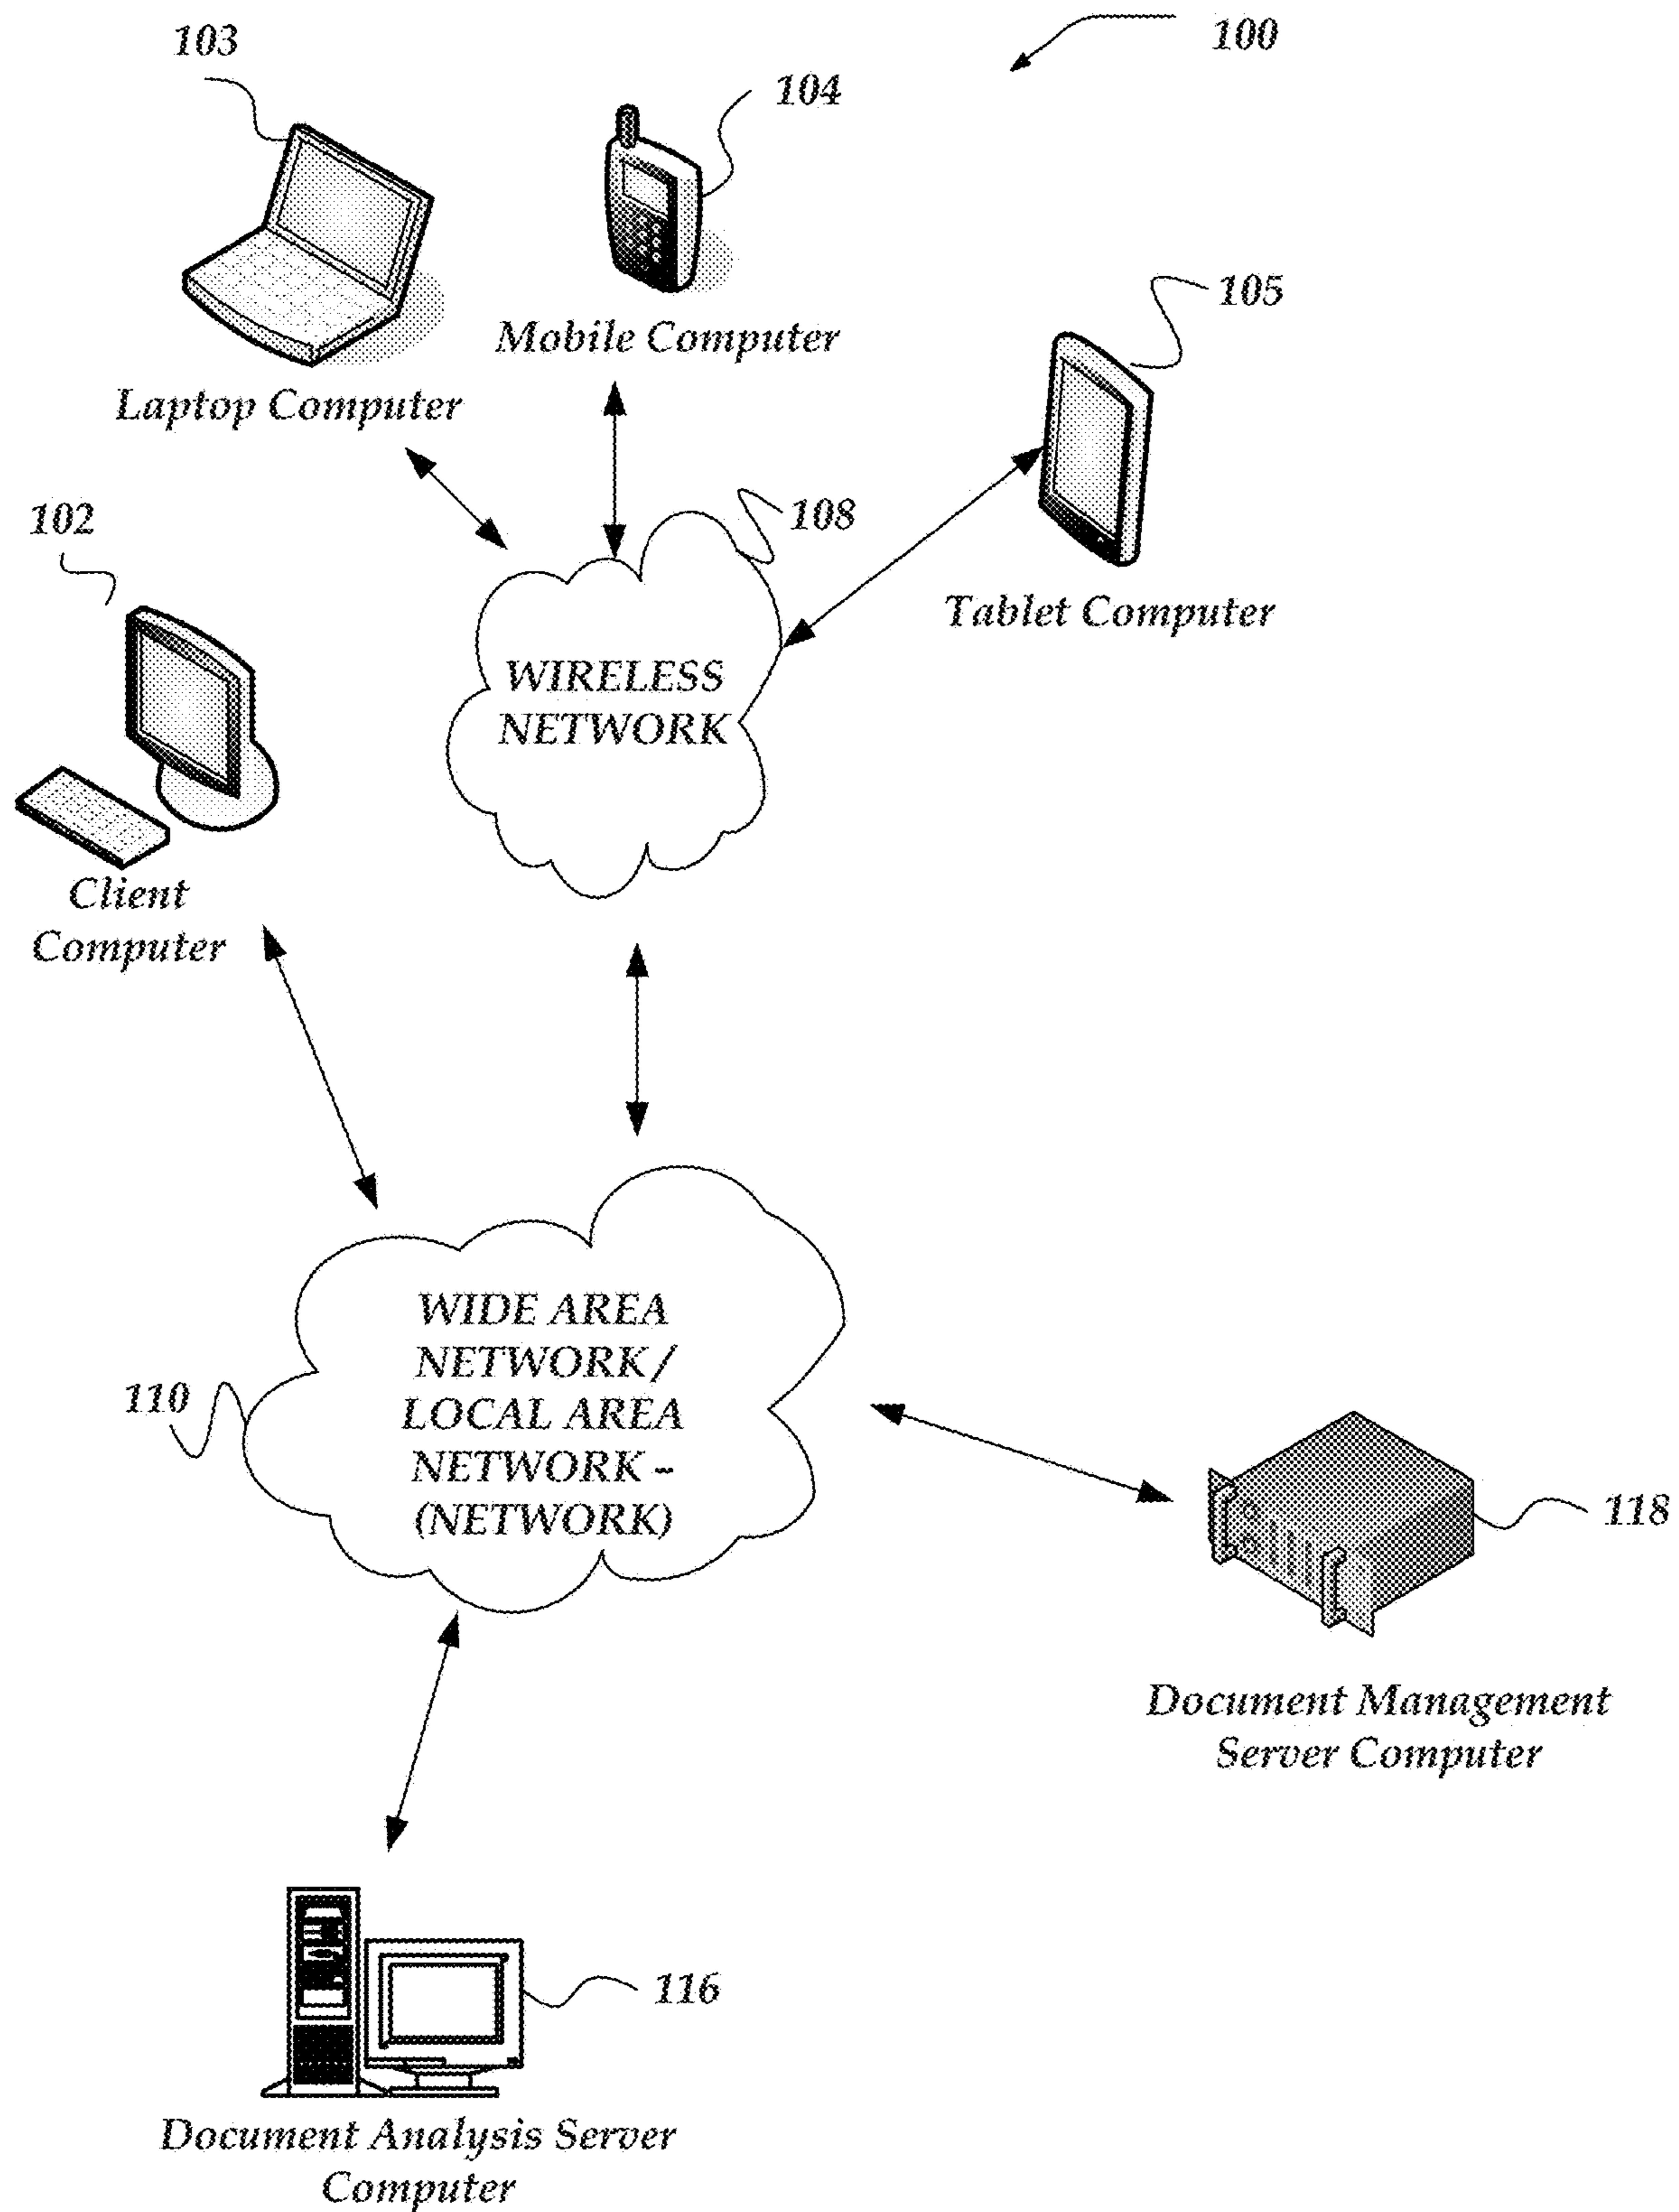 103
100
104
105
Mobile Computer
Laptop Computer
102
108
Tablet Computer
WIRELESS
NETWORK
Client
Computer
WIDE AREA
NETWORK /
LOCAL AREA
NETWORK –
(NETWORK)
110
118
Document Management
Server Computer
116
Document Analysis Server
Computer